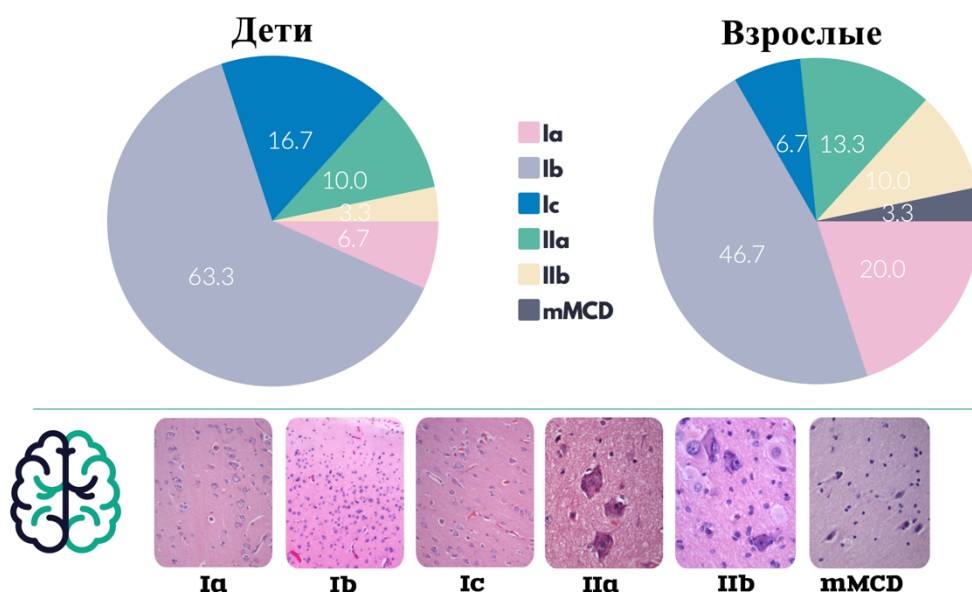 Дети
Взрослые
16.7
10.0
3.3
6.7
63.3
Ia
Ib
Ic
IIa
IIb
mMCD
6.7
13.3
10.0
3.3
20.0
46.7
Ia
Ib
Ic
IIa
IIb
mMCD